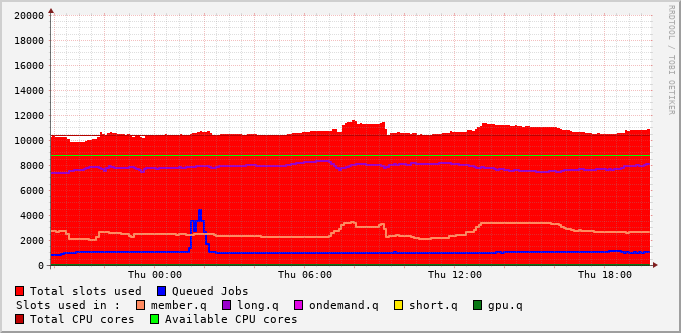 RRDTOOL / TOBI OETIKER
20000
18000
16000
14000
12000
10000
8000
6000
4000
2000
0
Thu 00:00 Thu 06:00 Thu 12:00 Thu 18:00
Total slots used Queued Jobs
Slots used in : member.q long.q ondemand.q short.q gpu.q
Total CPU cores Available CPU cores